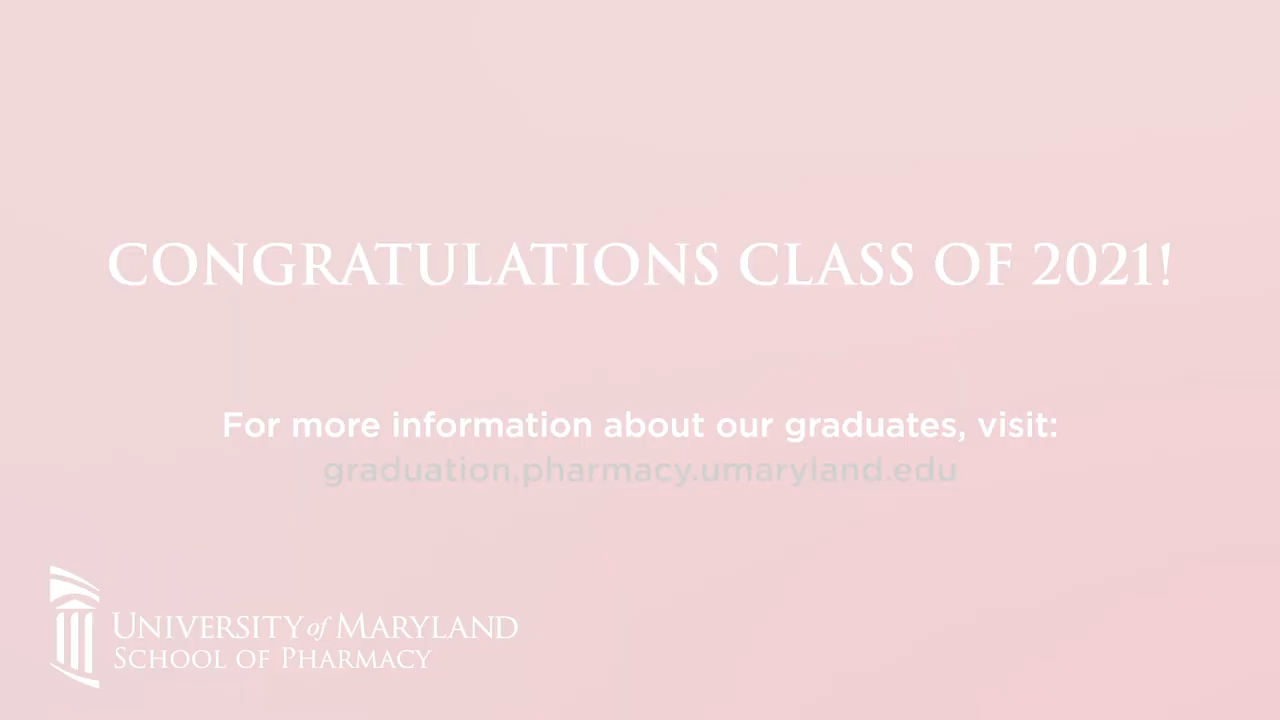 CONGRATULATIONS CLASS OF 2021!
For more information about our graduates, visit:
graduation.pharmacy.umaryland.edu
UNIVERSITY of MARYLAND
SCHOOL OF PHARMACY